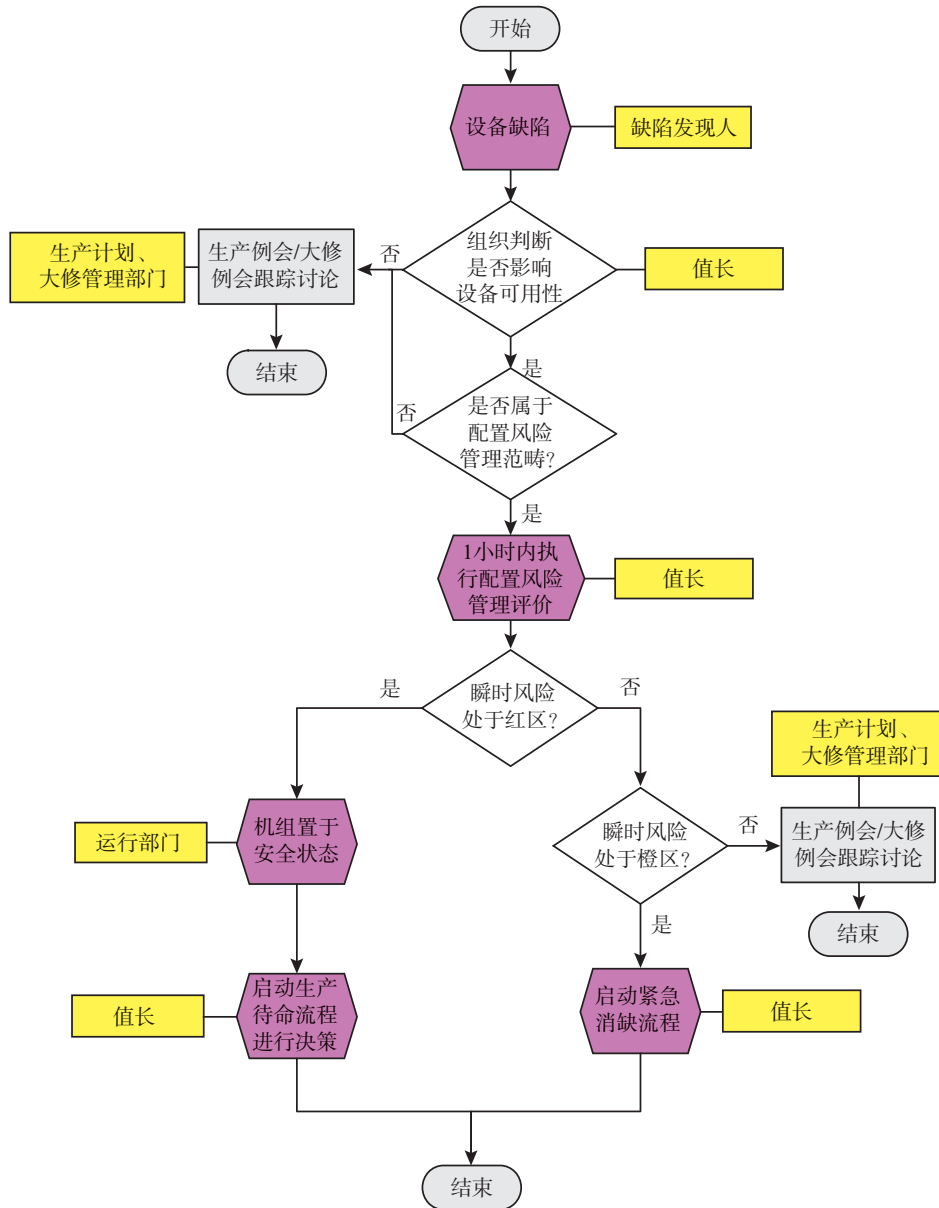 开始
设备缺陷
缺陷发现人
组织判断
是否影响
设备可用性
值长
否
生产例会/大修
例会跟踪讨论
生产计划、
大修管理部门
结束
是
是否属于
配置风险
管理范畴?
否
是
1小时内执
行配置风险
管理评价
值长
瞬时风险
处于红区?
是
否
机组置于
安全状态
运行部门
瞬时风险
处于橙区?
否
生产计划、
大修管理部门
生产例会/大修
例会跟踪讨论
结束
是
启动生产
待命流程
进行决策
值长
启动紧急
消缺流程
值长
结束